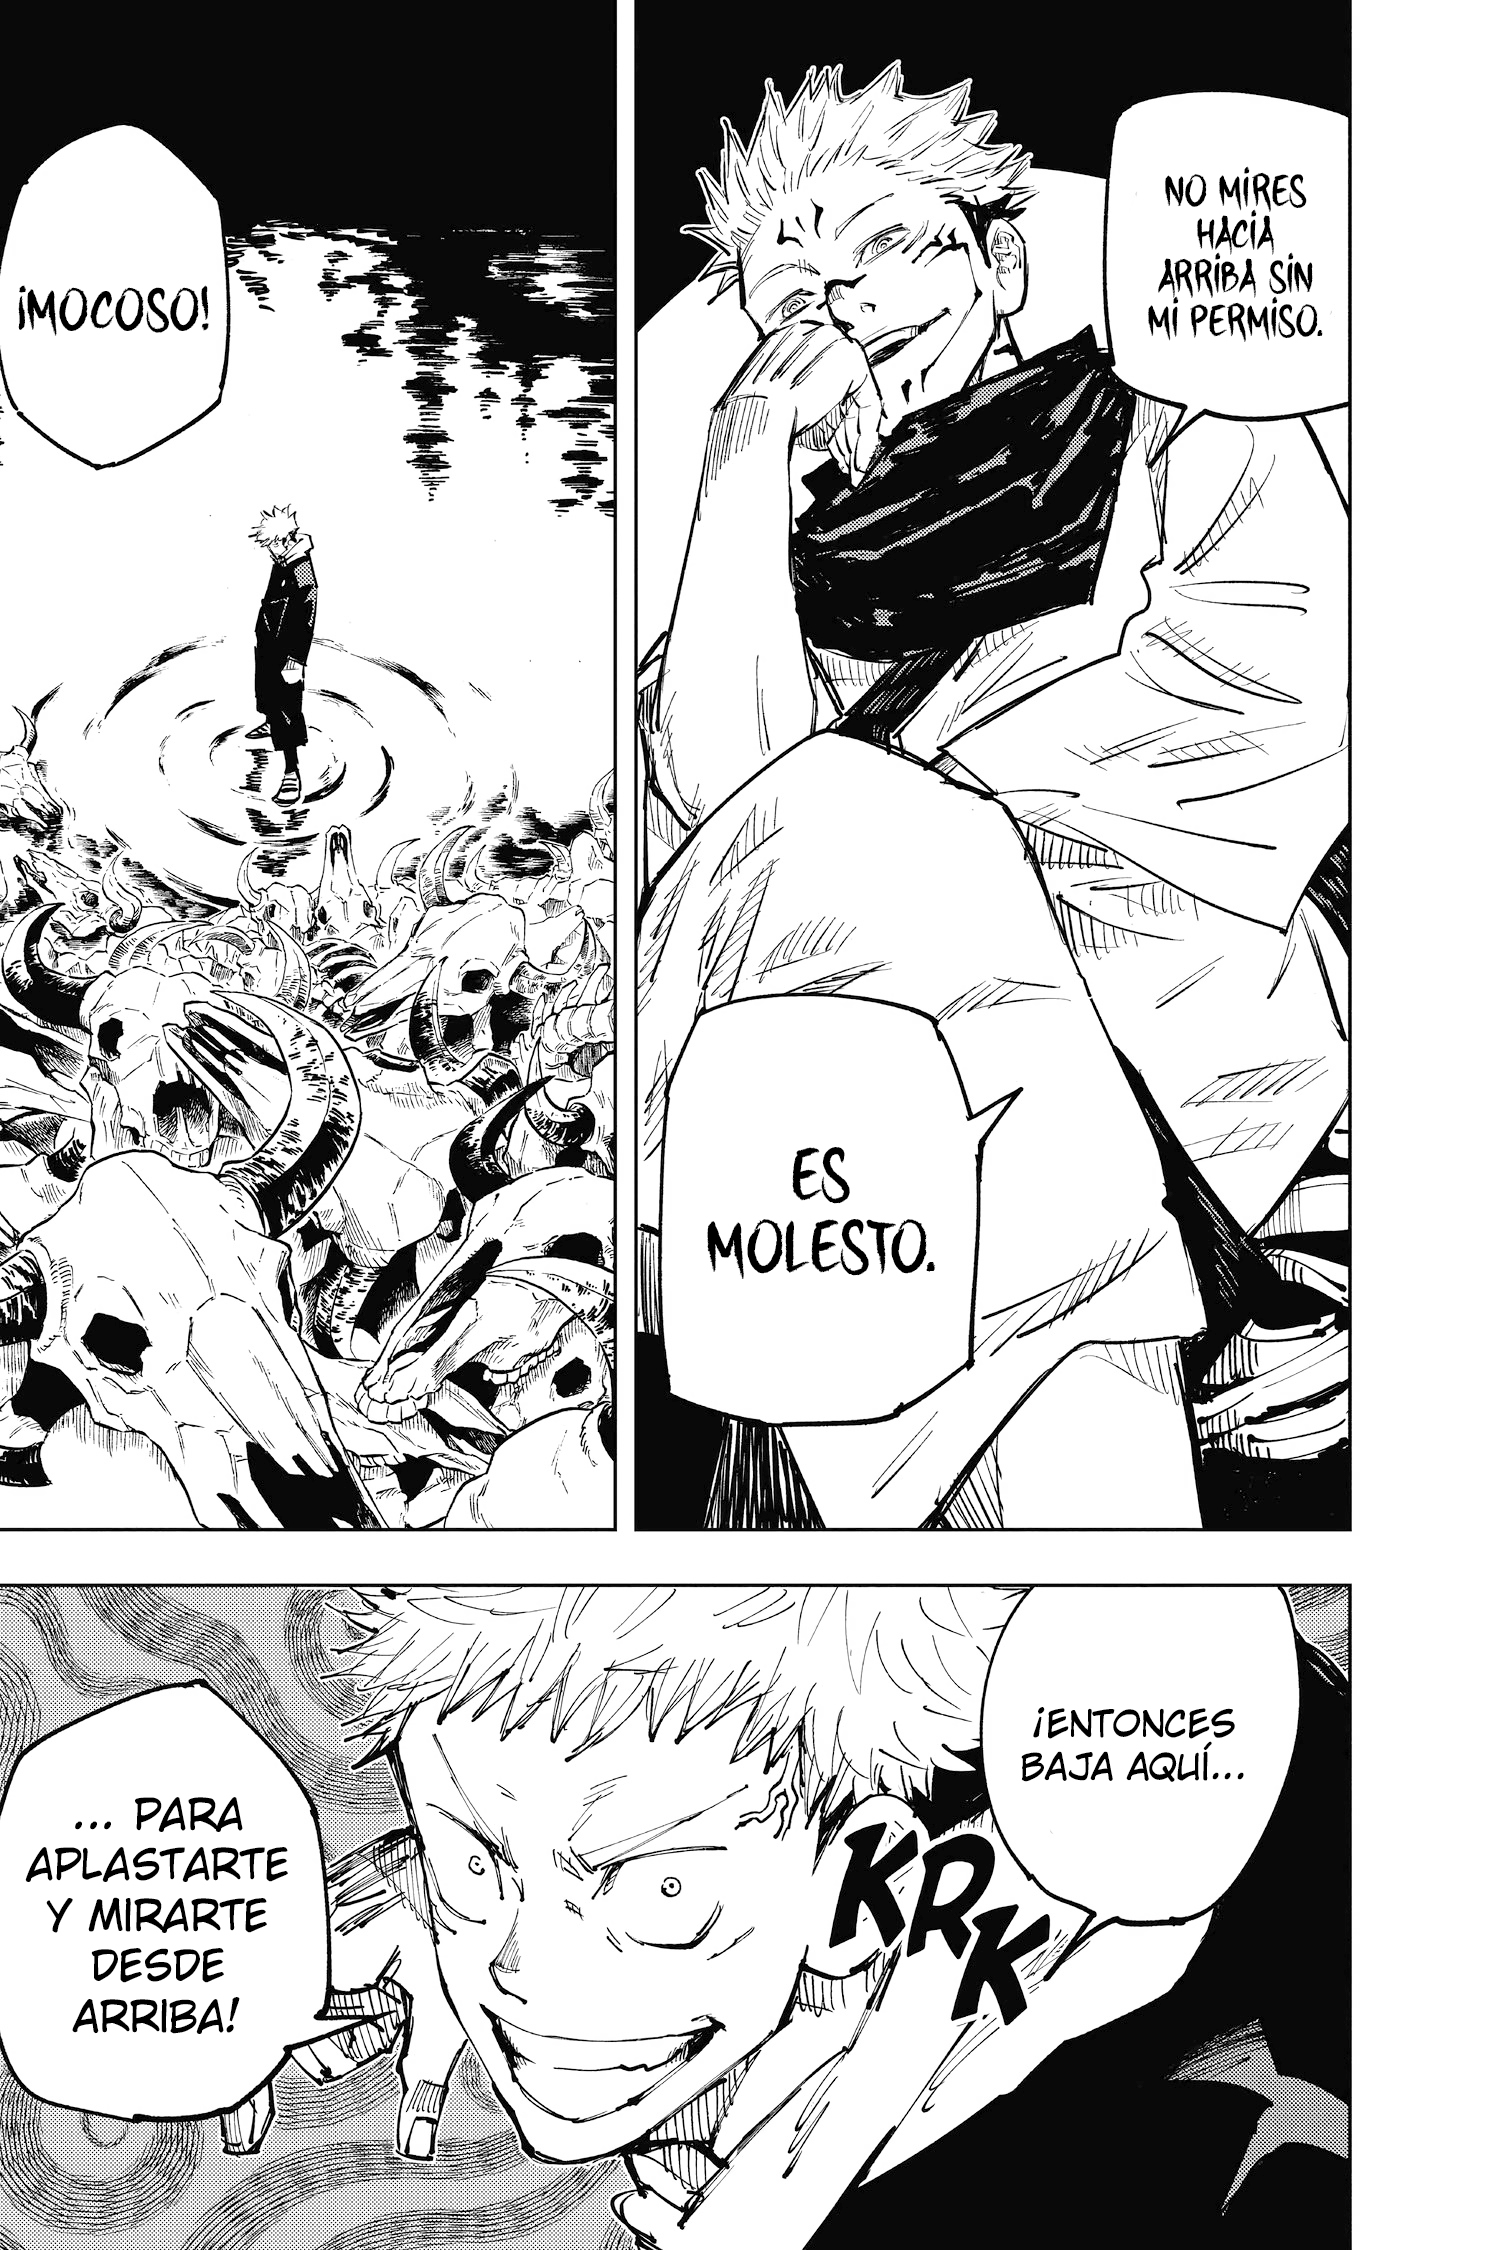 NO MIRES
HACIA
ARRIBA SIN
MI PERMISO.
ES
MOLESTO.
¡MOCOSO!
¡ENTONCES
BAJA AQUÍ...
KRK
... PARA
APLASTARTE
Y MIRARTE
DESDE
ARRIBA!